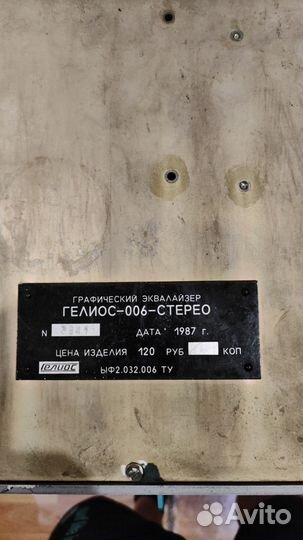 ГРАФИЧЕСКИЙ ЭКВАЛАЙЗЕР
ГЕЛИОС-006-СТЕРЕО
N ДАТА 1987 г.
ЦЕНА ИЗДЕЛИЯ 120 РУБ КОП
Гелиос ЫФ2.032.006 ТУ
Avito